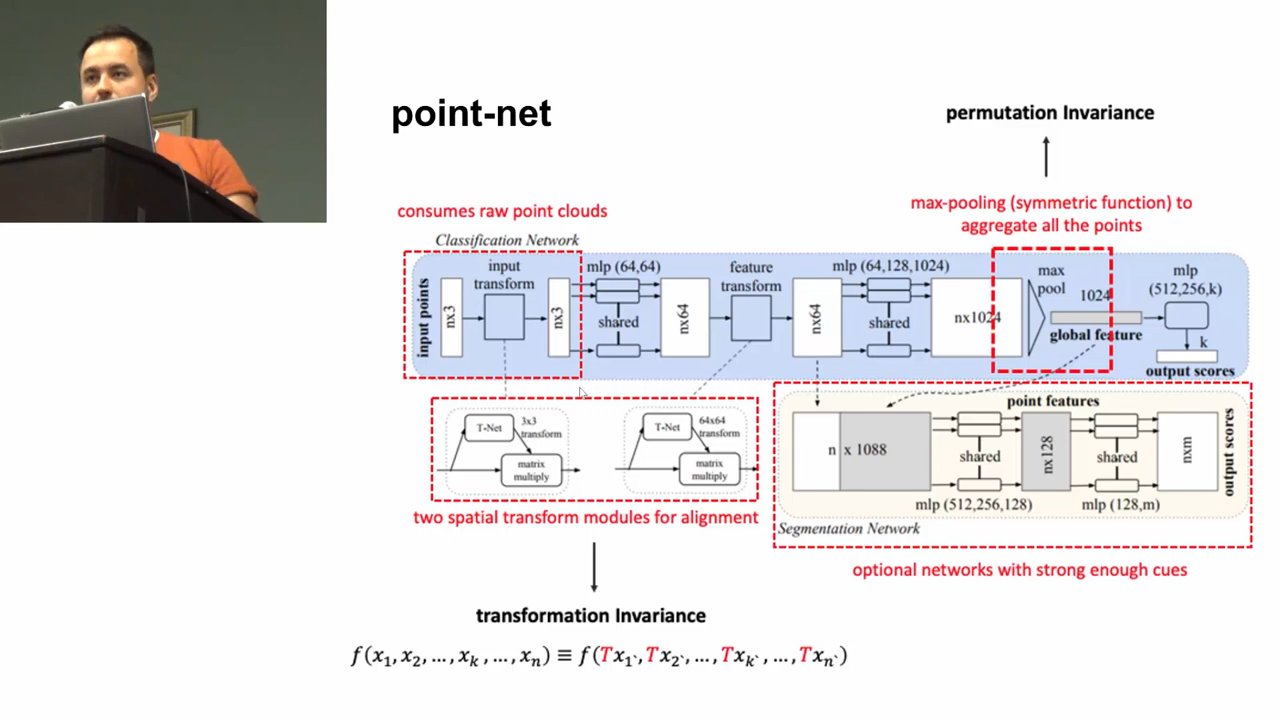 point-net
permutation Invariance
max-pooling (symmetric function) to
aggregate all the points
consumes raw point clouds
Classification Network
input points
nx3
input
transform
nx3
mlp (64,64)
shared
nx64
feature
transform
nx64
mlp (64,128,1024)
shared
nx1024
max
pool
1024
global feature
mlp
(512,256,k)
k
output scores
T-Net
3x3
transform
matrix
multiply
T-Net
64x64
transform
matrix
multiply
two spatial transform modules for alignment
point features
n x 1088
shared
mlp (512,256,128)
nx128
shared
mlp (128,m)
nxm
output scores
Segmentation Network
optional networks with strong enough cues
transformation Invariance
f(x₁, x₂, …, xₖ, …, xₙ) ≡ f(Tx₁`, Tx₂`, …, Txₖ`, …, Txₙ`)